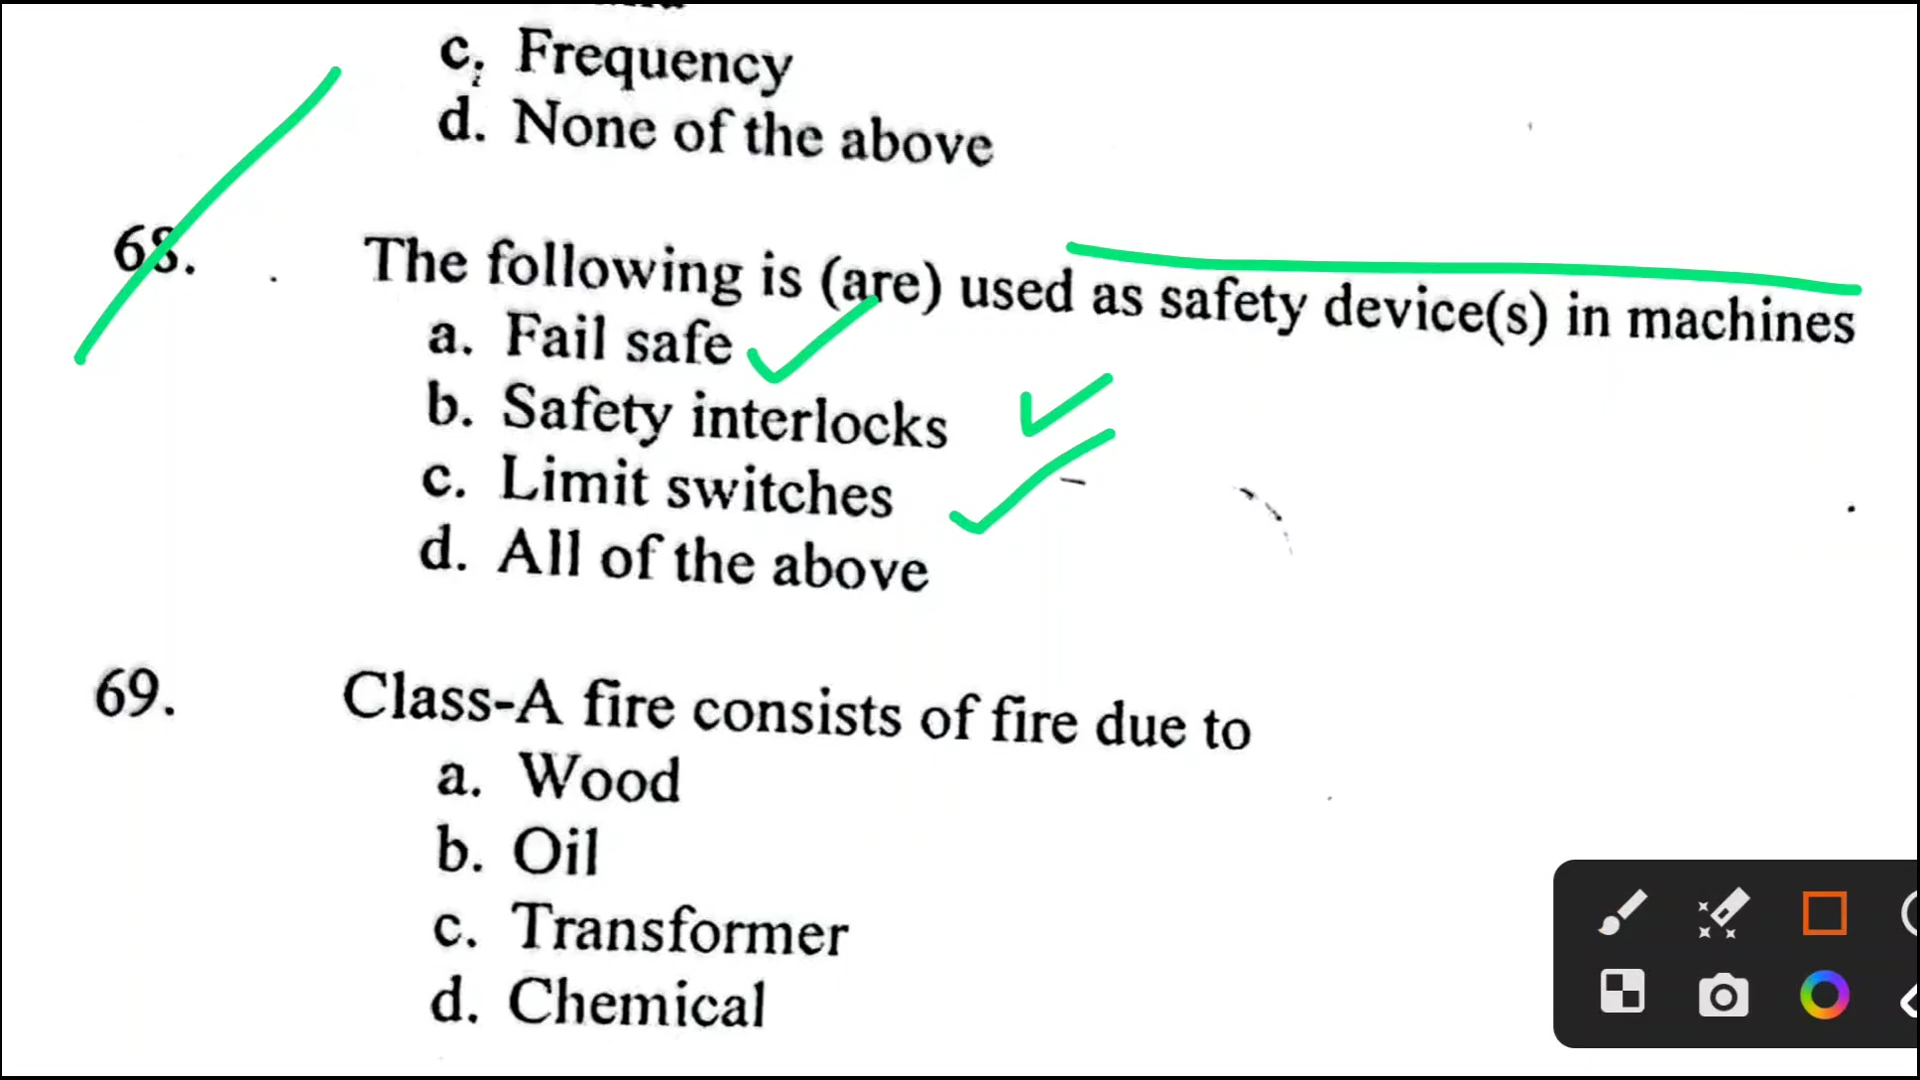 c. Frequency
d. None of the above
68. The following is (are) used as safety device(s) in machines
a. Fail safe
b. Safety interlocks
c. Limit switches
d. All of the above
69. Class-A fire consists of fire due to
a. Wood
b. Oil
c. Transformer
d. Chemical